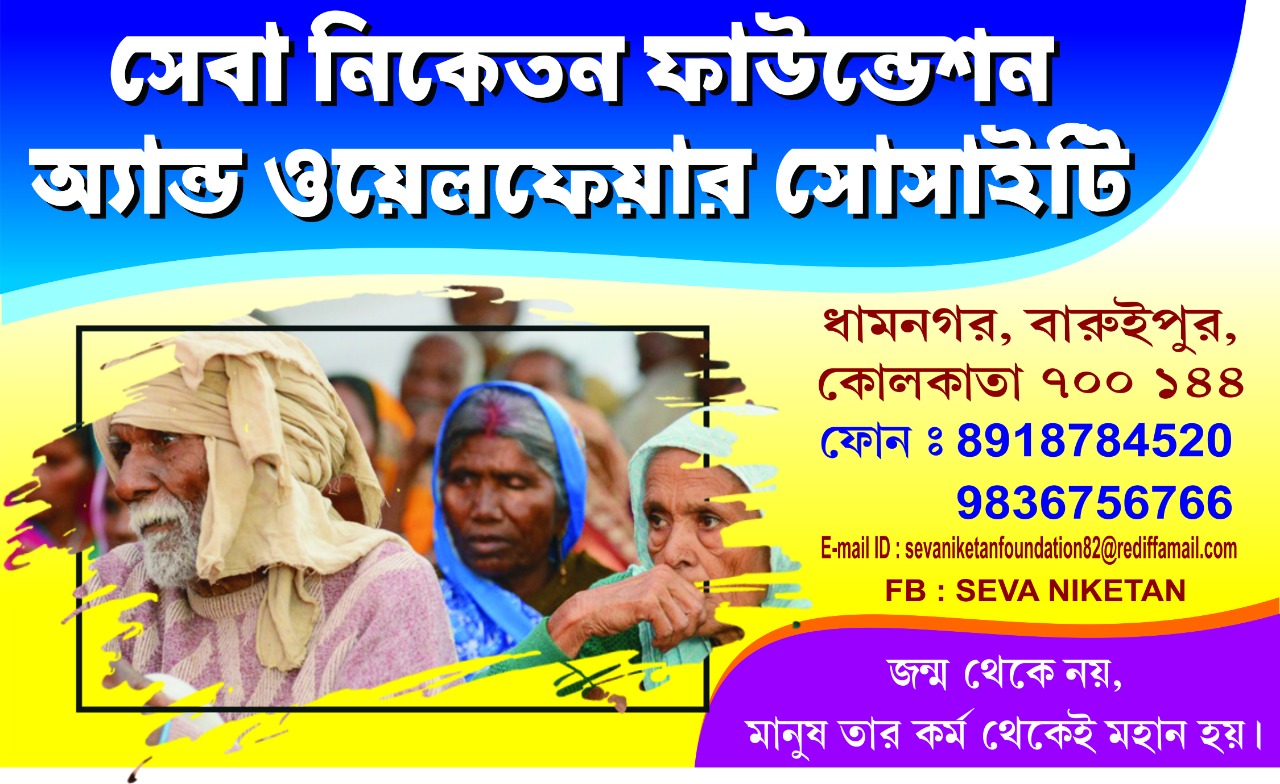 সেবা নিকেতন ফাউন্ডেশন
অ্যান্ড ওয়েলফেয়ার সোসাইটি
ধামনগর, বারুইপুর,
কোলকাতা ৭০০ ১৪৪
ফোন ঃ 8918784520
9836756766
E-mail ID : sevaniketanfoundation82@rediffamail.com
FB : SEVA NIKETAN
জন্ম থেকে নয়,
মানুষ তার কর্ম থেকেই মহান হয়।